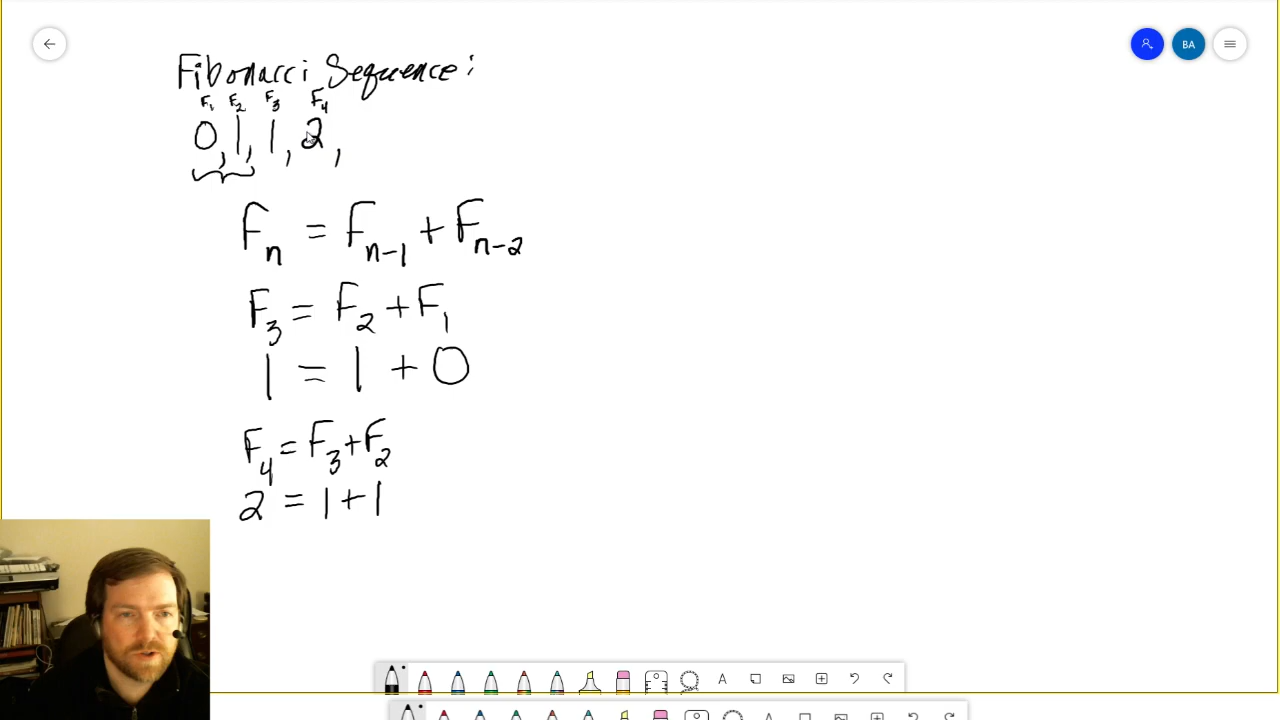 BA
Fibonacci Sequence:
F₁ F₂ F₃ F₄
0, 1, 1, 2,
Fₙ = Fₙ₋₁ + Fₙ₋₂
F₃ = F₂ + F₁
1 = 1 + 0
F₄ = F₃ + F₂
2 = 1 + 1
A